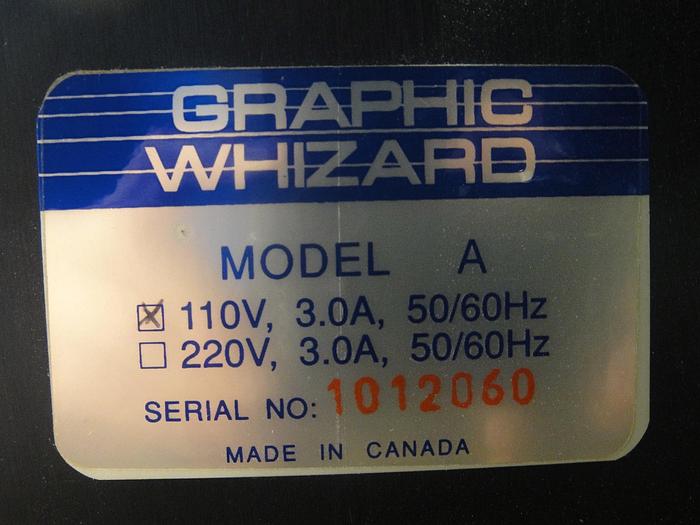 GRAPHIC
WHIZARD
MODEL A
☒ 110V, 3.0A, 50/60Hz
☐ 220V, 3.0A, 50/60Hz
SERIAL NO: 1012060
MADE IN CANADA